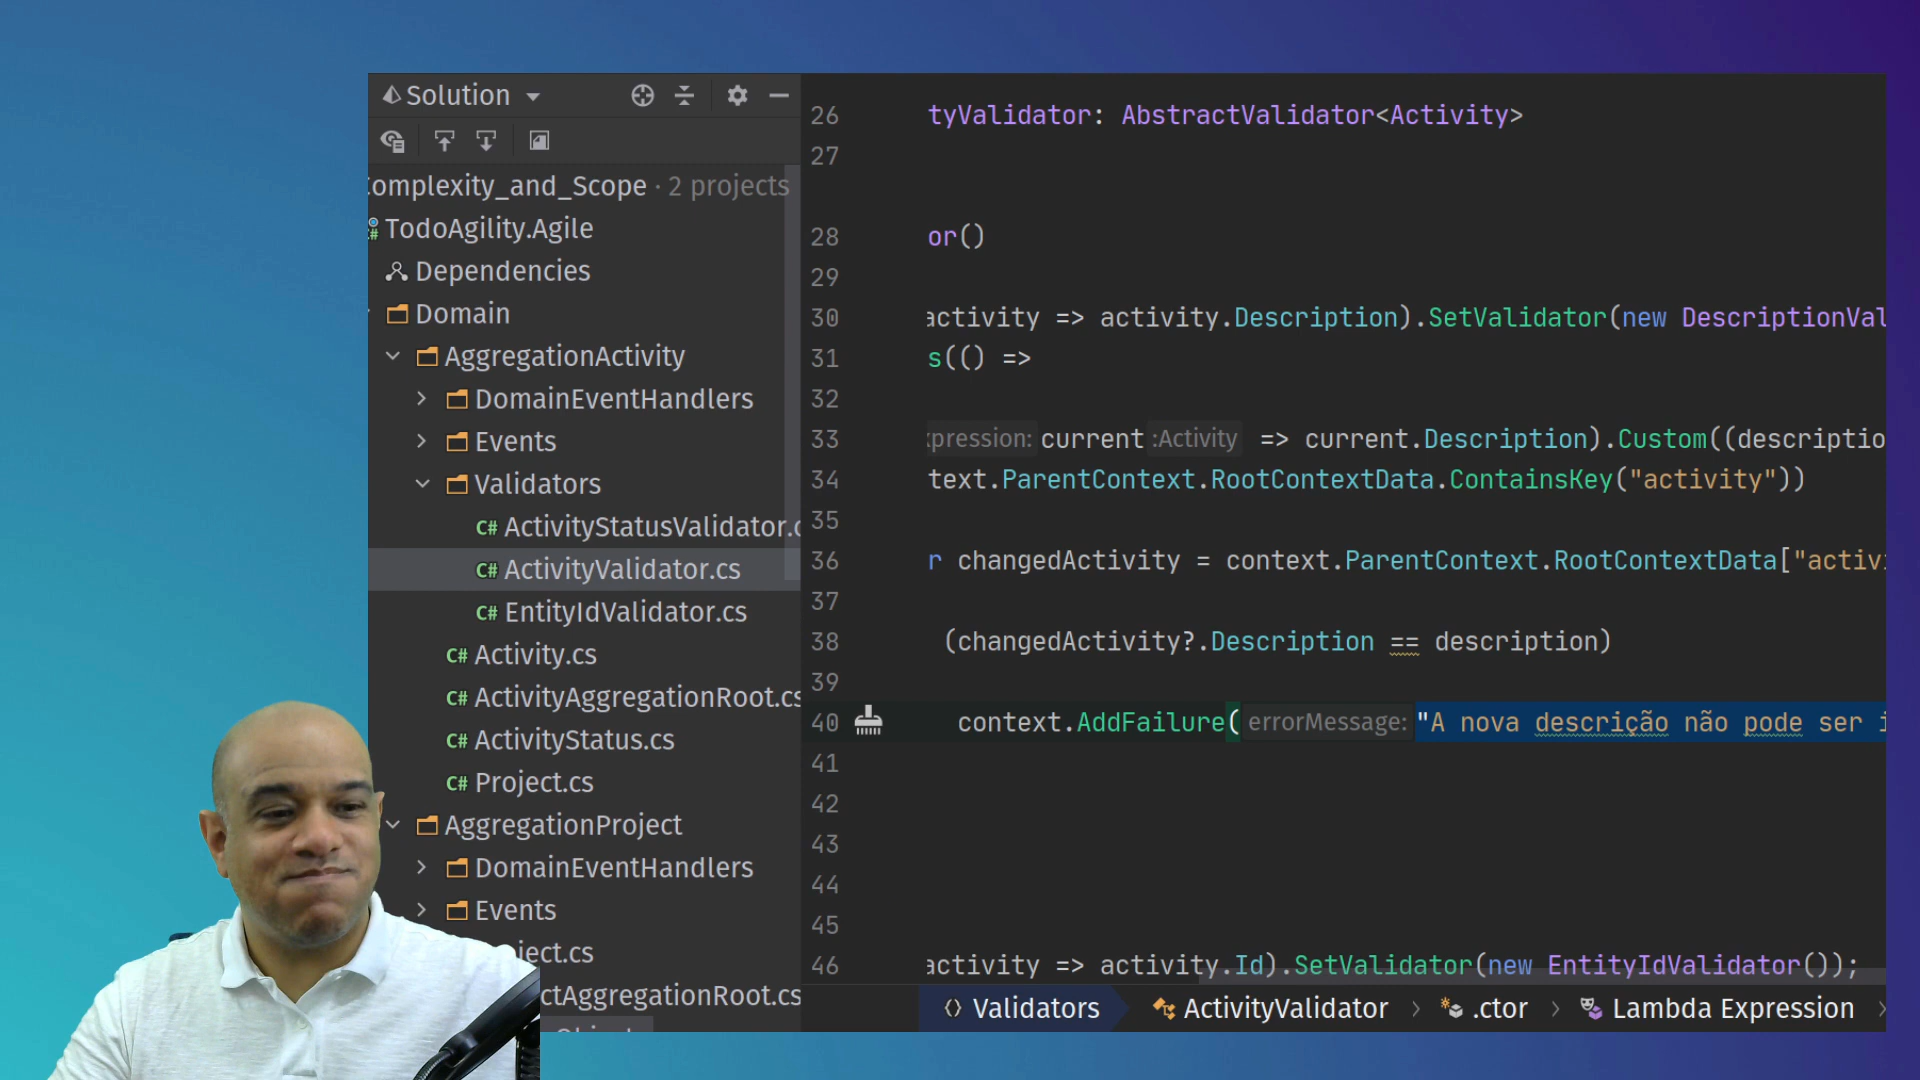 Solution
omplexity_and_Scope · 2 projects
TodoAgility.Agile
Dependencies
Domain
AggregationActivity
DomainEventHandlers
Events
Validators
C# ActivityStatusValidator.c
C# ActivityValidator.cs
C# EntityIdValidator.cs
C# Activity.cs
C# ActivityAggregationRoot.cs
C# ActivityStatus.cs
C# Project.cs
AggregationProject
DomainEventHandlers
Events
ject.cs
ctAggregationRoot.cs
26 tyValidator: AbstractValidator<Activity>
27
28 or()
29
30 activity => activity.Description).SetValidator(new DescriptionVal
31 s(() =>
32
33 xpression: current :Activity => current.Description).Custom((descriptio
34 text.ParentContext.RootContextData.ContainsKey("activity"))
35
36 r changedActivity = context.ParentContext.RootContextData["activi
37
38 (changedActivity?.Description == description)
39
40 context.AddFailure( errorMessage: "A nova descrição não pode ser i
41
42
43
44
45
46 activity => activity.Id).SetValidator(new EntityIdValidator());
Validators ActivityValidator > .ctor > Lambda Expression >